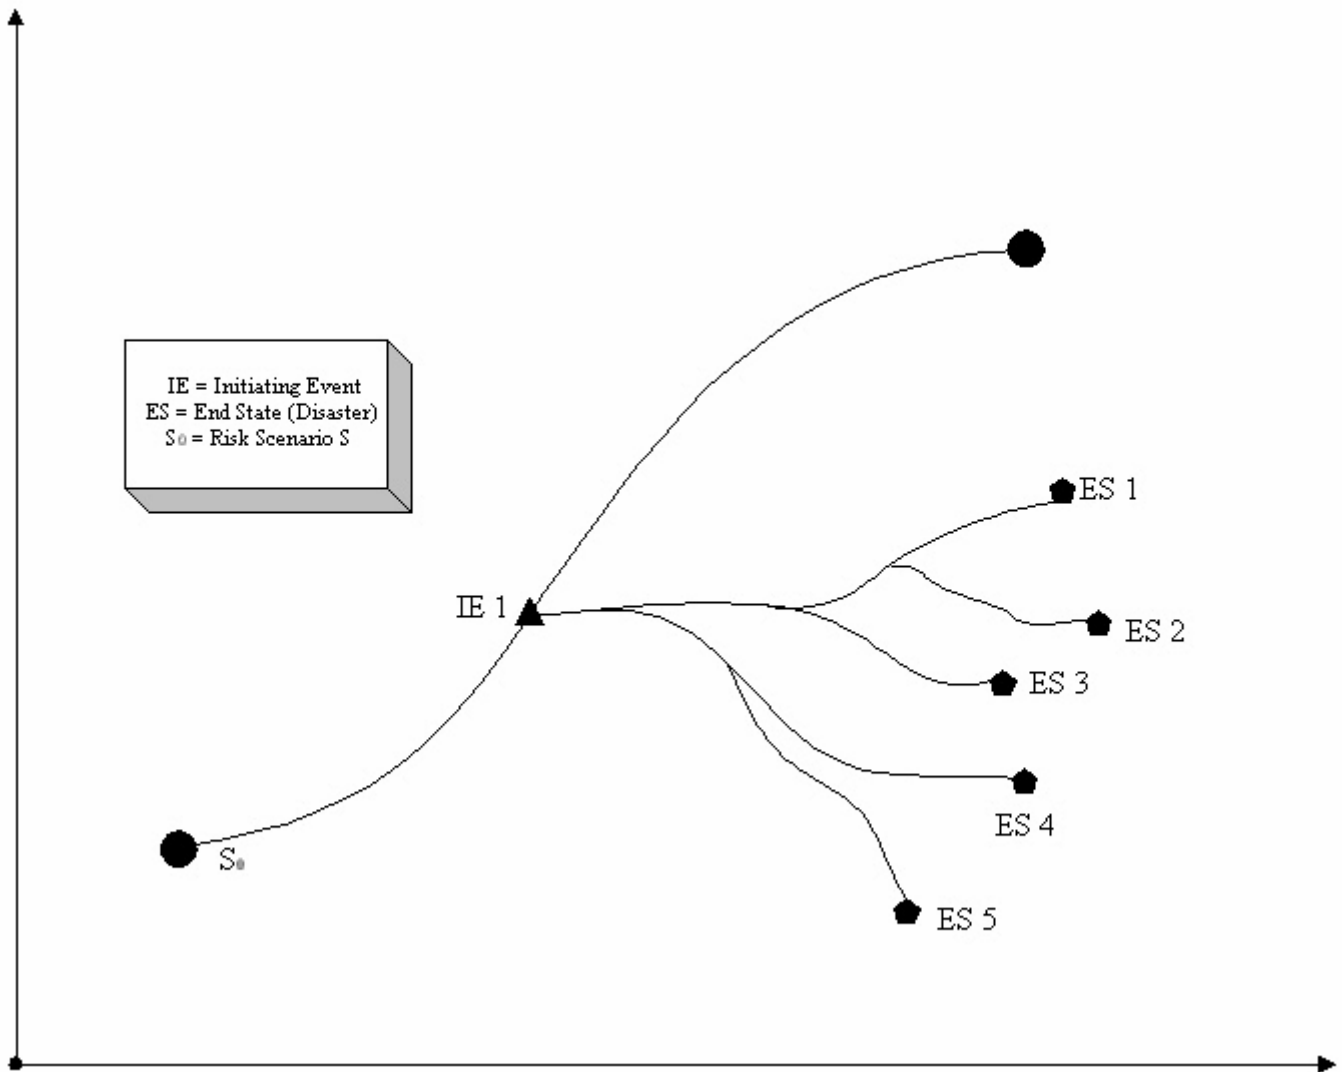 IE = Initiating Event
ES = End State (Disaster)
S0 = Risk Scenario S
ES 1
IE 1
ES 2
ES 3
ES 4
S0
ES 5